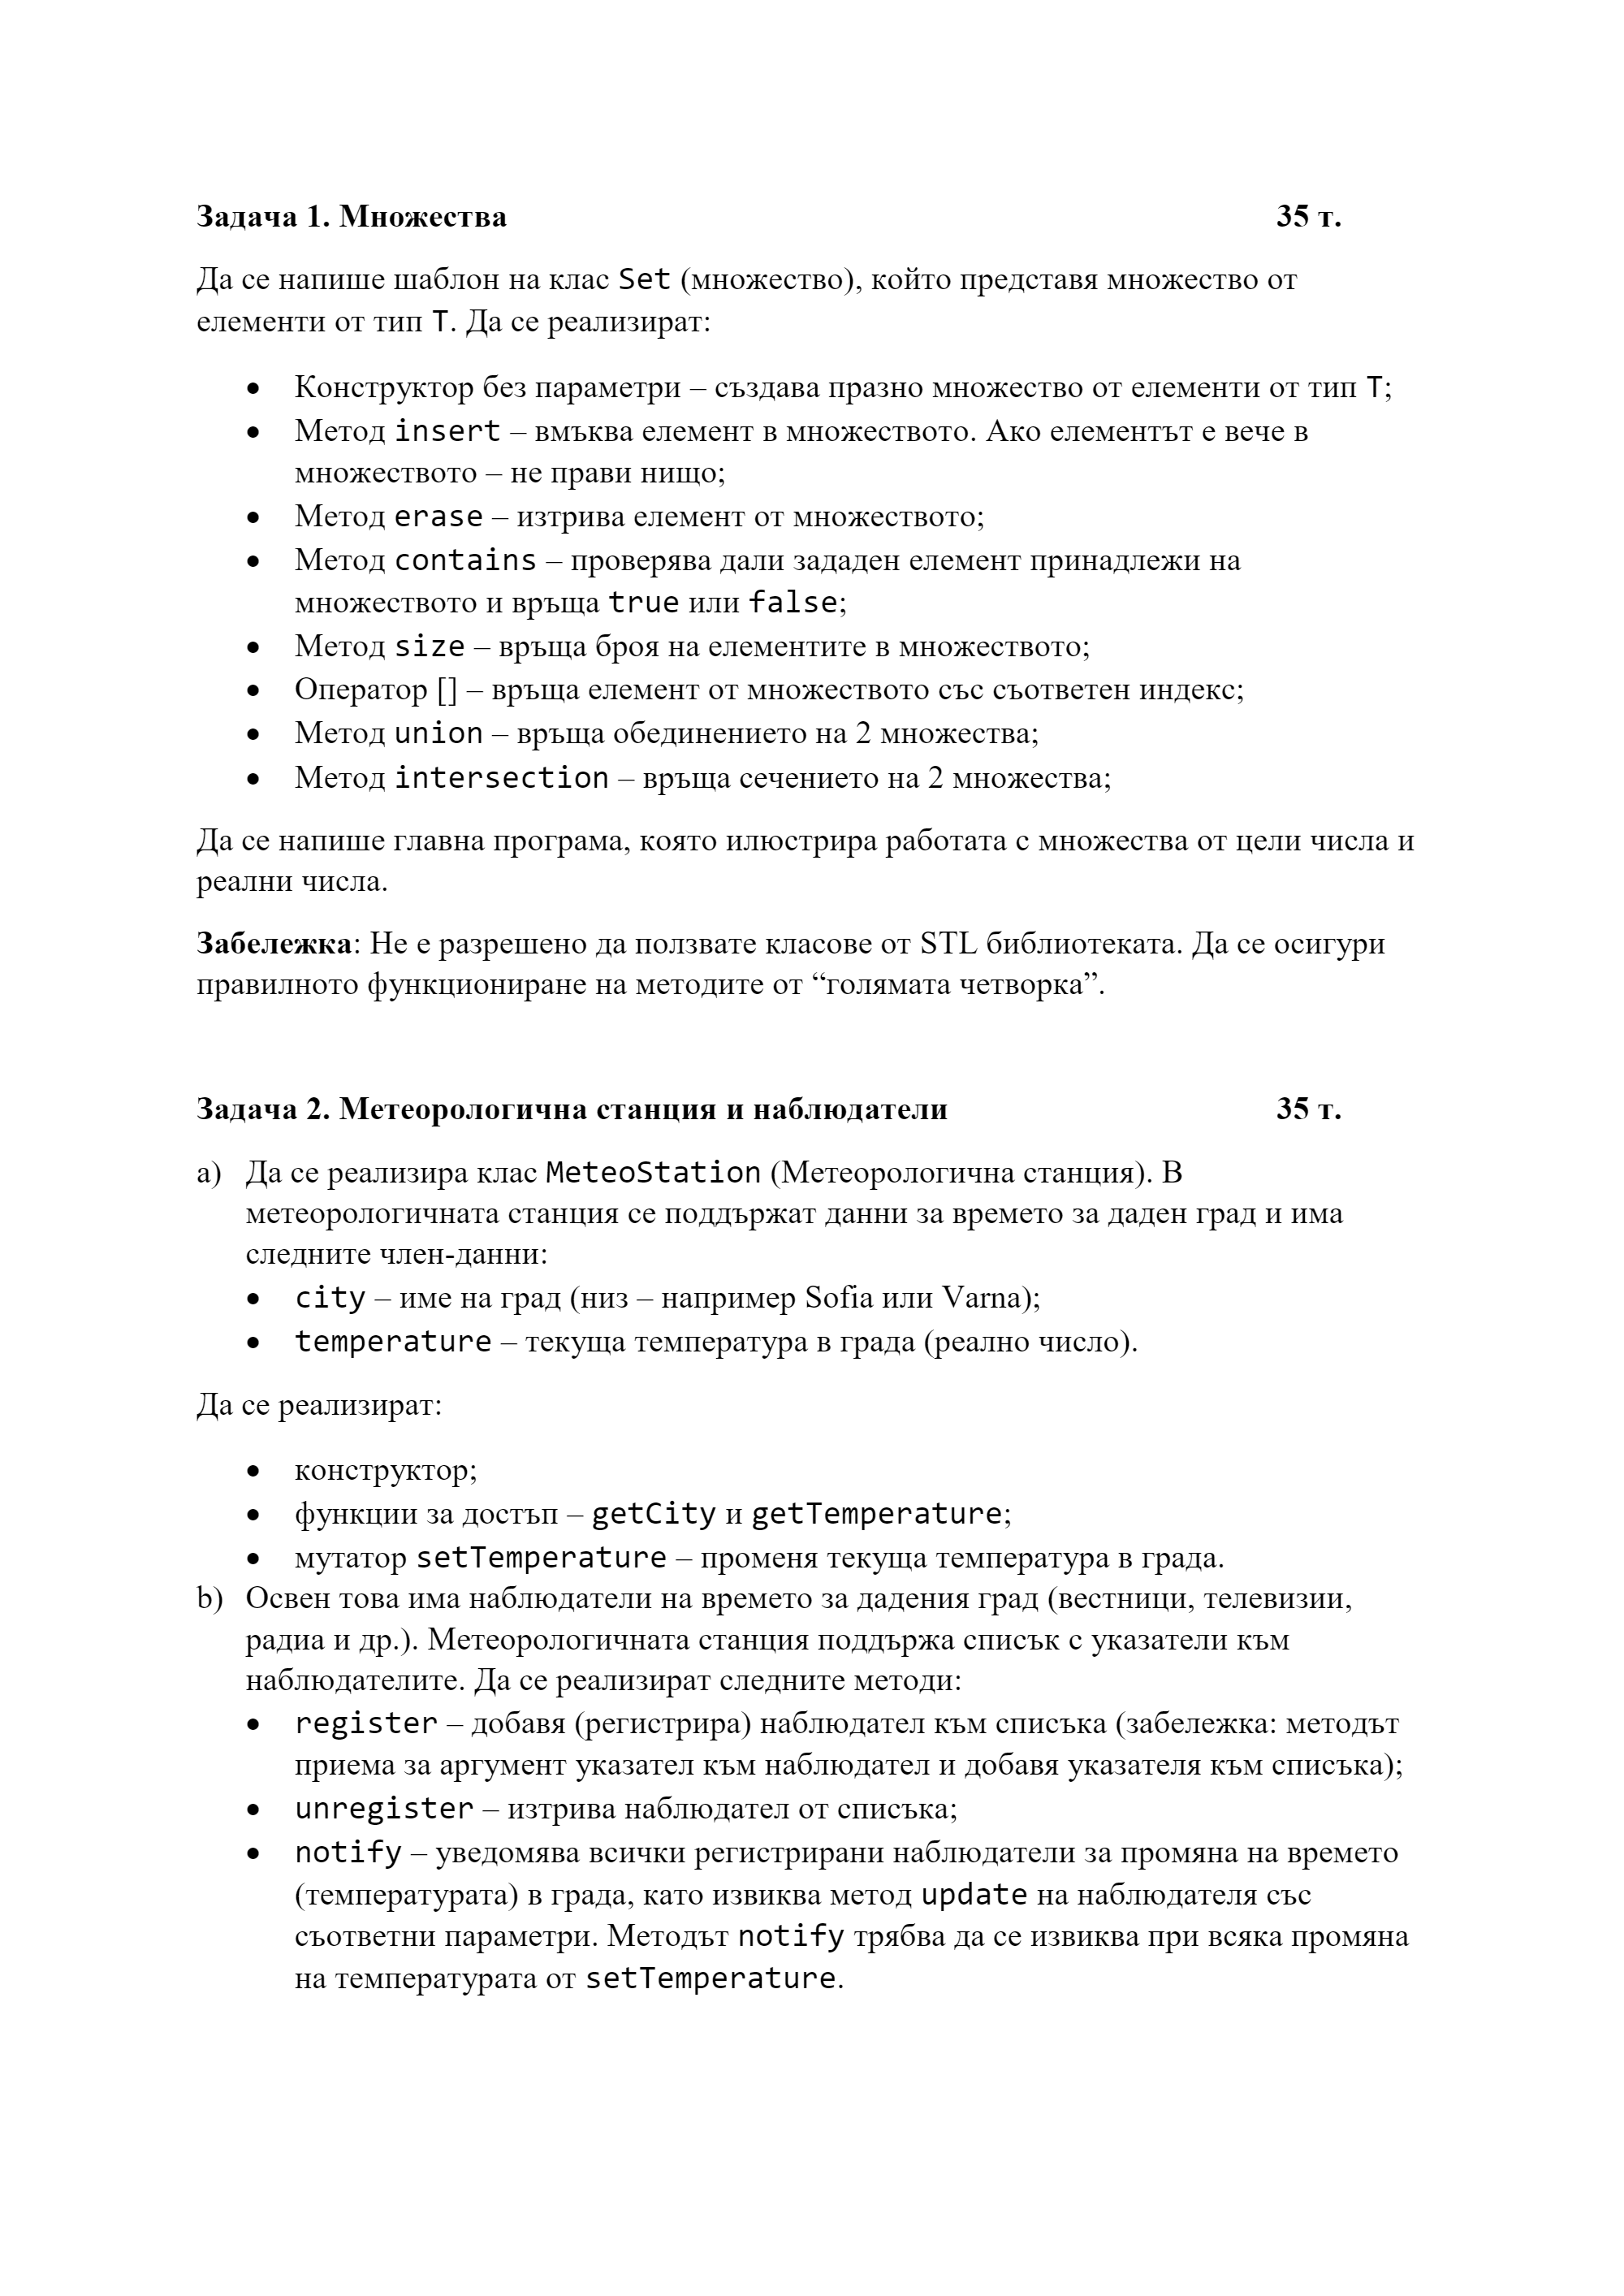 Задача 1. Множества 35 т.
Да се напише шаблон на клас Set (множество), който представя множество от
елементи от тип T. Да се реализират:
• Конструктор без параметри – създава празно множество от елементи от тип T;
• Метод insert – вмъква елемент в множеството. Ако елементът е вече в
множеството – не прави нищо;
• Метод erase – изтрива елемент от множеството;
• Метод contains – проверява дали зададен елемент принадлежи на
множеството и връща true или false;
• Метод size – връща броя на елементите в множеството;
• Оператор [] – връща елемент от множеството със съответен индекс;
• Метод union – връща обединението на 2 множества;
• Метод intersection – връща сечението на 2 множества;
Да се напише главна програма, която илюстрира работата с множества от цели числа и
реални числа.
Забележка: Не е разрешено да ползвате класове от STL библиотеката. Да се осигури
правилното функциониране на методите от “голямата четворка”.
Задача 2. Метеорологична станция и наблюдатели 35 т.
a) Да се реализира клас MeteoStation (Метеорологична станция). В
метеорологичната станция се поддържат данни за времето за даден град и има
следните член-данни:
• city – име на град (низ – например Sofia или Varna);
• temperature – текуща температура в града (реално число).
Да се реализират:
• конструктор;
• функции за достъп – getCity и getTemperature;
• мутатор setTemperature – променя текуща температура в града.
b) Освен това има наблюдатели на времето за дадения град (вестници, телевизии,
радиа и др.). Метеорологичната станция поддържа списък с указатели към
наблюдателите. Да се реализират следните методи:
• register – добавя (регистрира) наблюдател към списъка (забележка: методът
приема за аргумент указател към наблюдател и добавя указателя към списъка);
• unregister – изтрива наблюдател от списъка;
• notify – уведомява всички регистрирани наблюдатели за промяна на времето
(температурата) в града, като извиква метод update на наблюдателя със
съответни параметри. Методът notify трябва да се извиква при всяка промяна
на температурата от setTemperature.